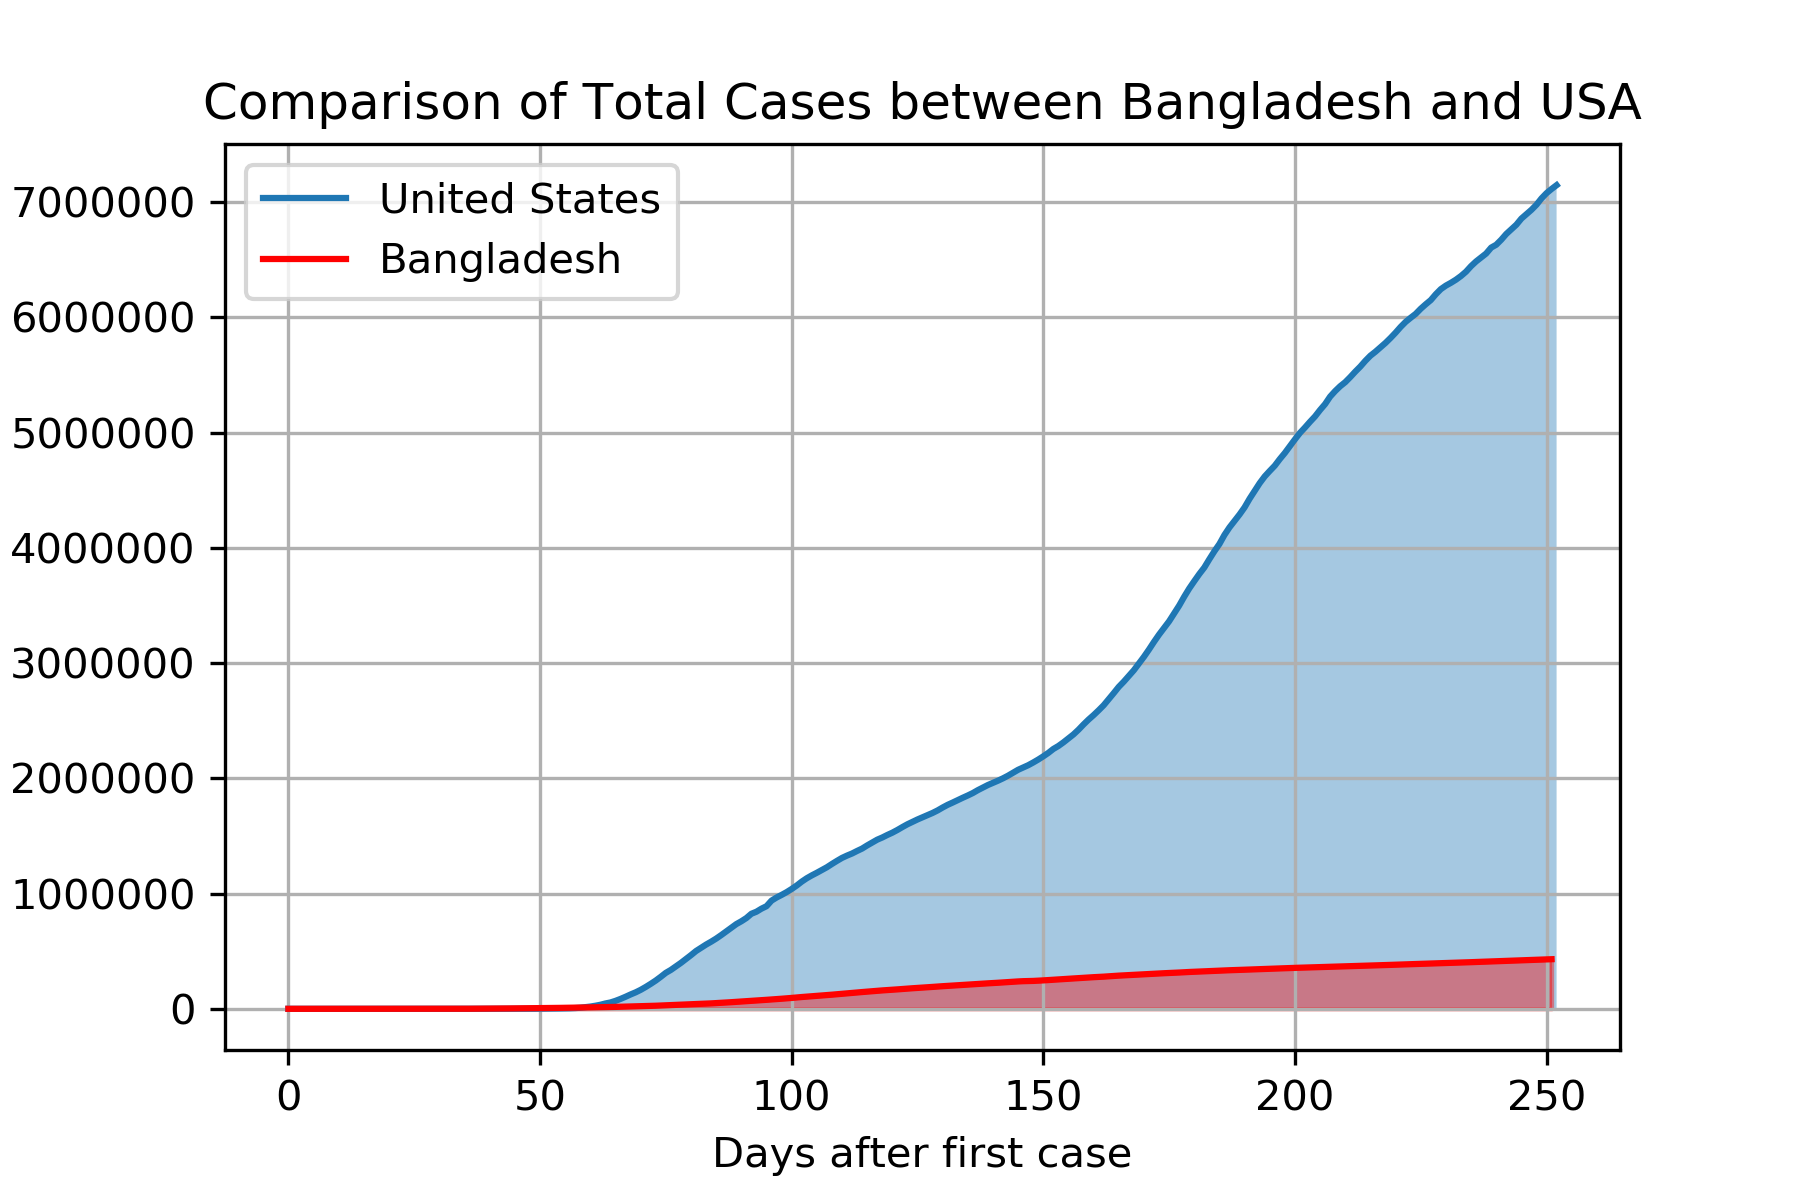 Comparison of Total Cases between Bangladesh and USA
United States
Bangladesh
7000000
6000000
5000000
4000000
3000000
2000000
1000000
0
0 50 100 150 200 250
Days after first case